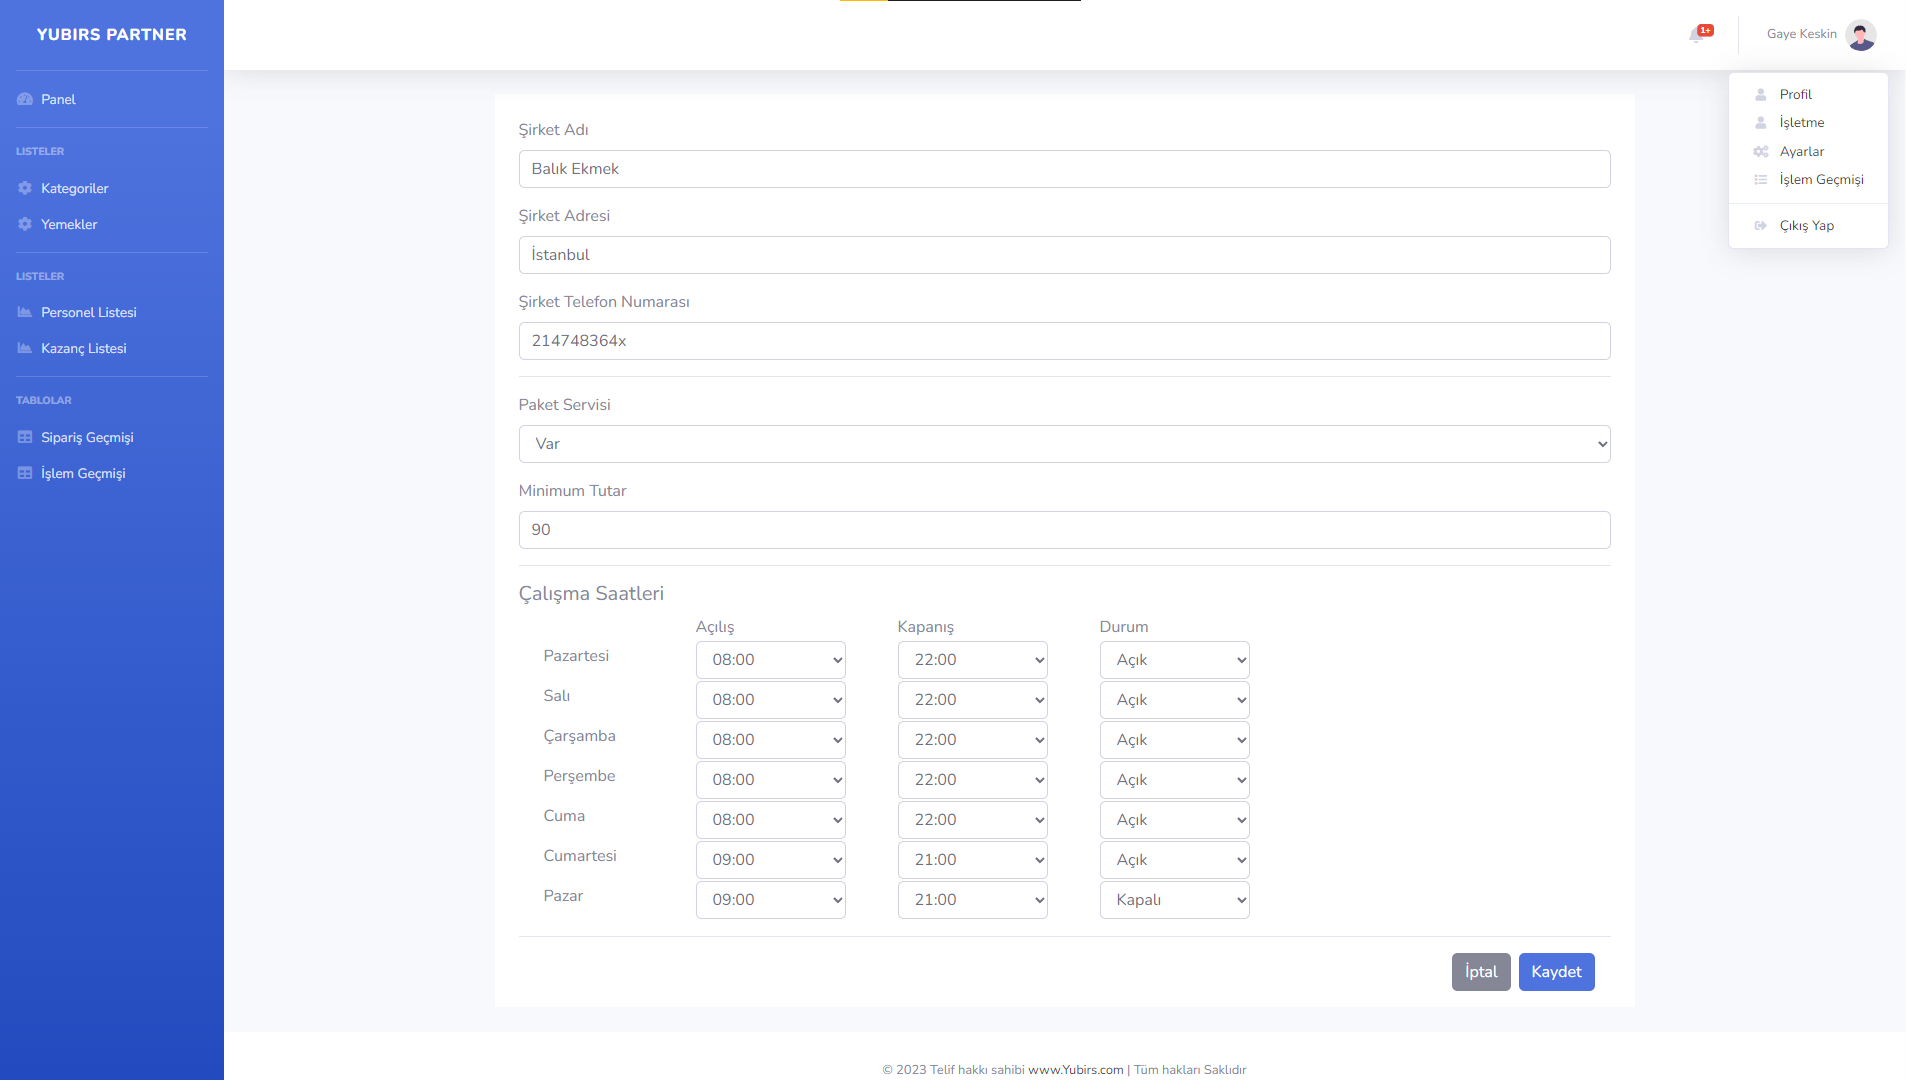 YUBIRS PARTNER
Panel
LISTELER
Kategoriler
Yemekler
LISTELER
Personel Listesi
Kazanç Listesi
TABLOLAR
Sipariş Geçmişi
İşlem Geçmişi
1+
Gaye Keskin
Profil
İşletme
Ayarlar
İşlem Geçmişi
Çıkış Yap
Şirket Adı
Balık Ekmek
Şirket Adresi
İstanbul
Şirket Telefon Numarası
214748364x
Paket Servisi
Var
Minimum Tutar
90
Çalışma Saatleri
Açılış Kapanış Durum
Pazartesi 08:00 22:00 Açık
Salı 08:00 22:00 Açık
Çarşamba 08:00 22:00 Açık
Perşembe 08:00 22:00 Açık
Cuma 08:00 22:00 Açık
Cumartesi 09:00 21:00 Açık
Pazar 09:00 21:00 Kapalı
İptal Kaydet
© 2023 Telif hakkı sahibi www.Yubirs.com | Tüm hakları Saklıdır